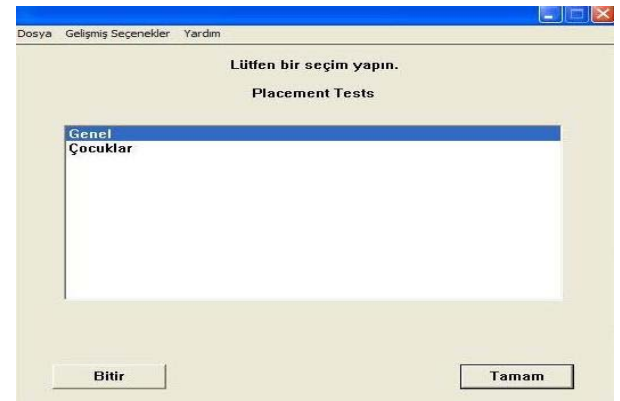 Dosya Gelişmiş Seçenekler Yardım
Lütfen bir seçim yapın.
Placement Tests
Genel
Çocuklar
Bitir Tamam